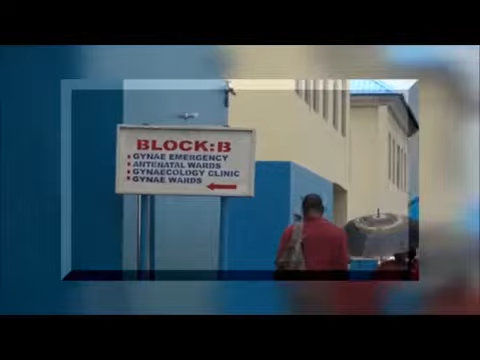 BLOCK:B
GYNAE EMERGENCY
ANTENATAL WARDS
GYNAECOLOGY CLINIC
GYNAE WARDS